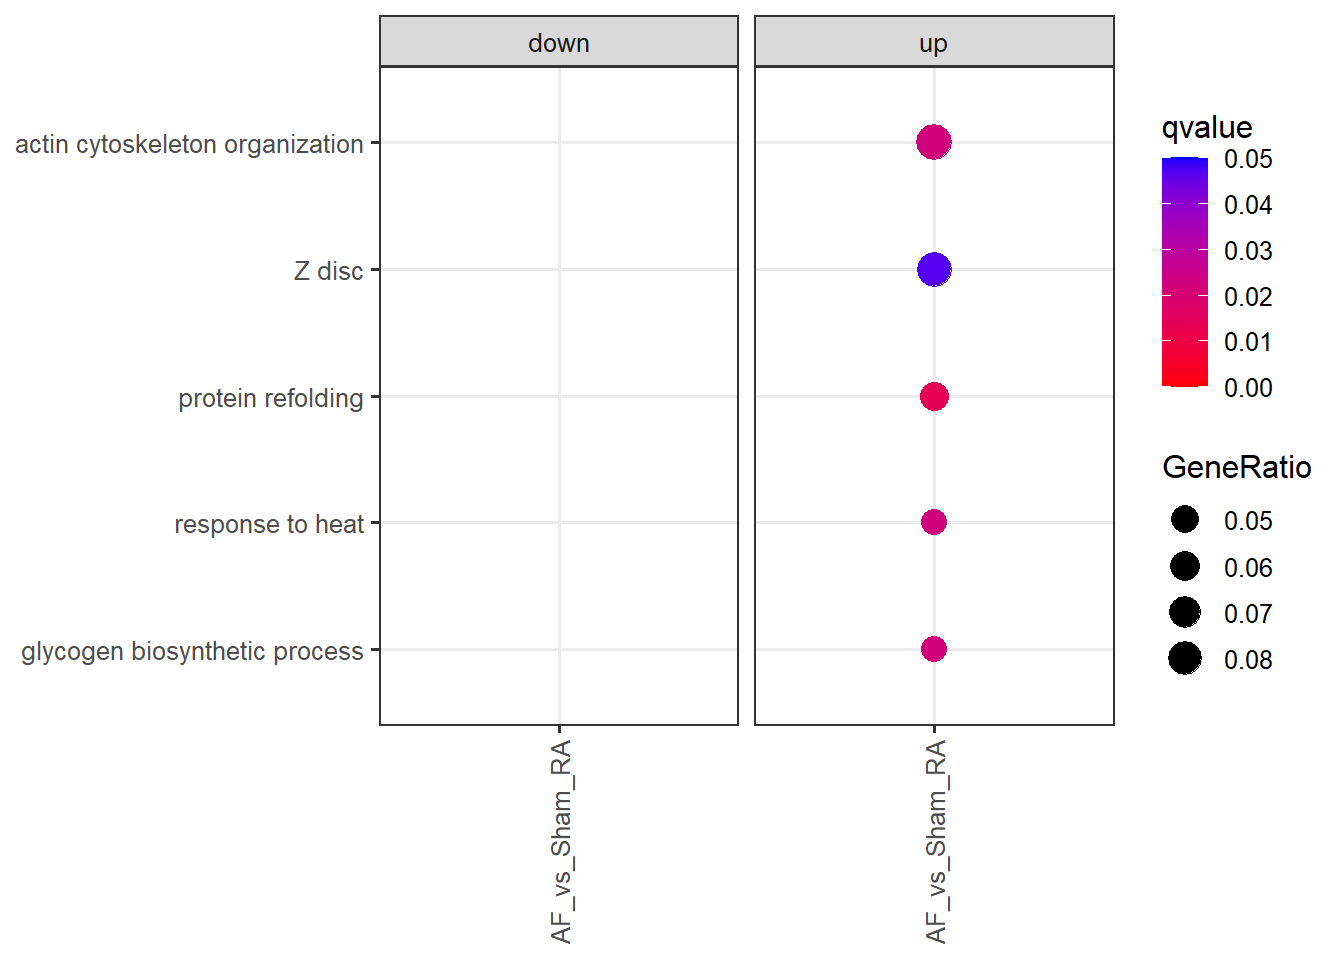 down
up
actin cytoskeleton organization
Z disc
protein refolding
response to heat
glycogen biosynthetic process
AF_vs_Sham_RA
AF_vs_Sham_RA
qvalue
0.05
0.04
0.03
0.02
0.01
0.00
GeneRatio
0.05
0.06
0.07
0.08